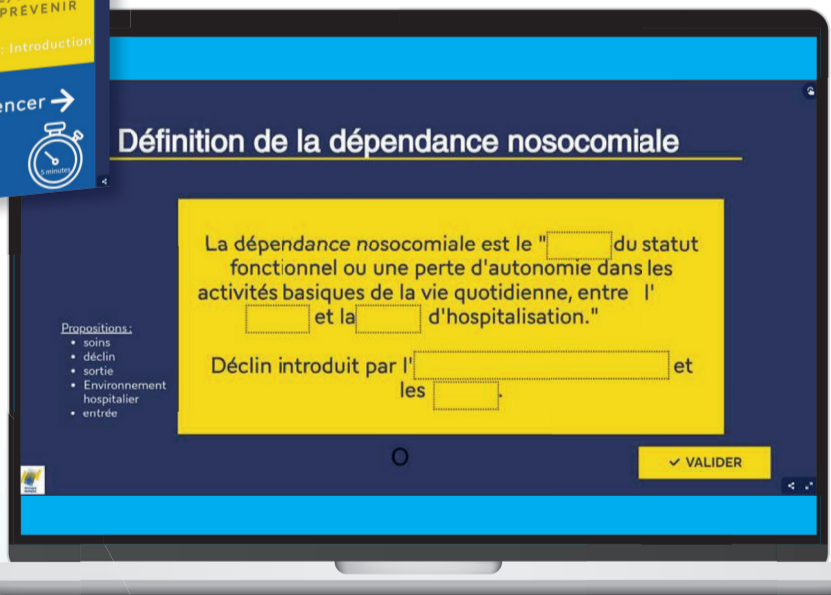 PRÉVENIR
: Introduction
encer
5 minutes
Définition de la dépendance nosocomiale
La dépendance nosocomiale est le " du statut
fonctionnel ou une perte d'autonomie dans les
activités basiques de la vie quotidienne, entre l'
et la d'hospitalisation."
Déclin introduit par l' et
les .
Propositions :
• soins
• déclin
• sortie
• Environnement
hospitalier
• entrée
O
VALIDER